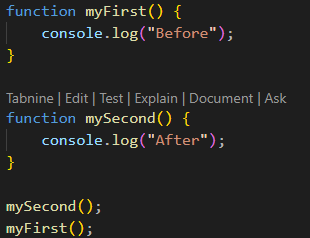 function myFirst() {
    console.log("Before");
}
Tabnine | Edit | Test | Explain | Document | Ask
function mySecond() {
    console.log("After");
}
mySecond();
myFirst();